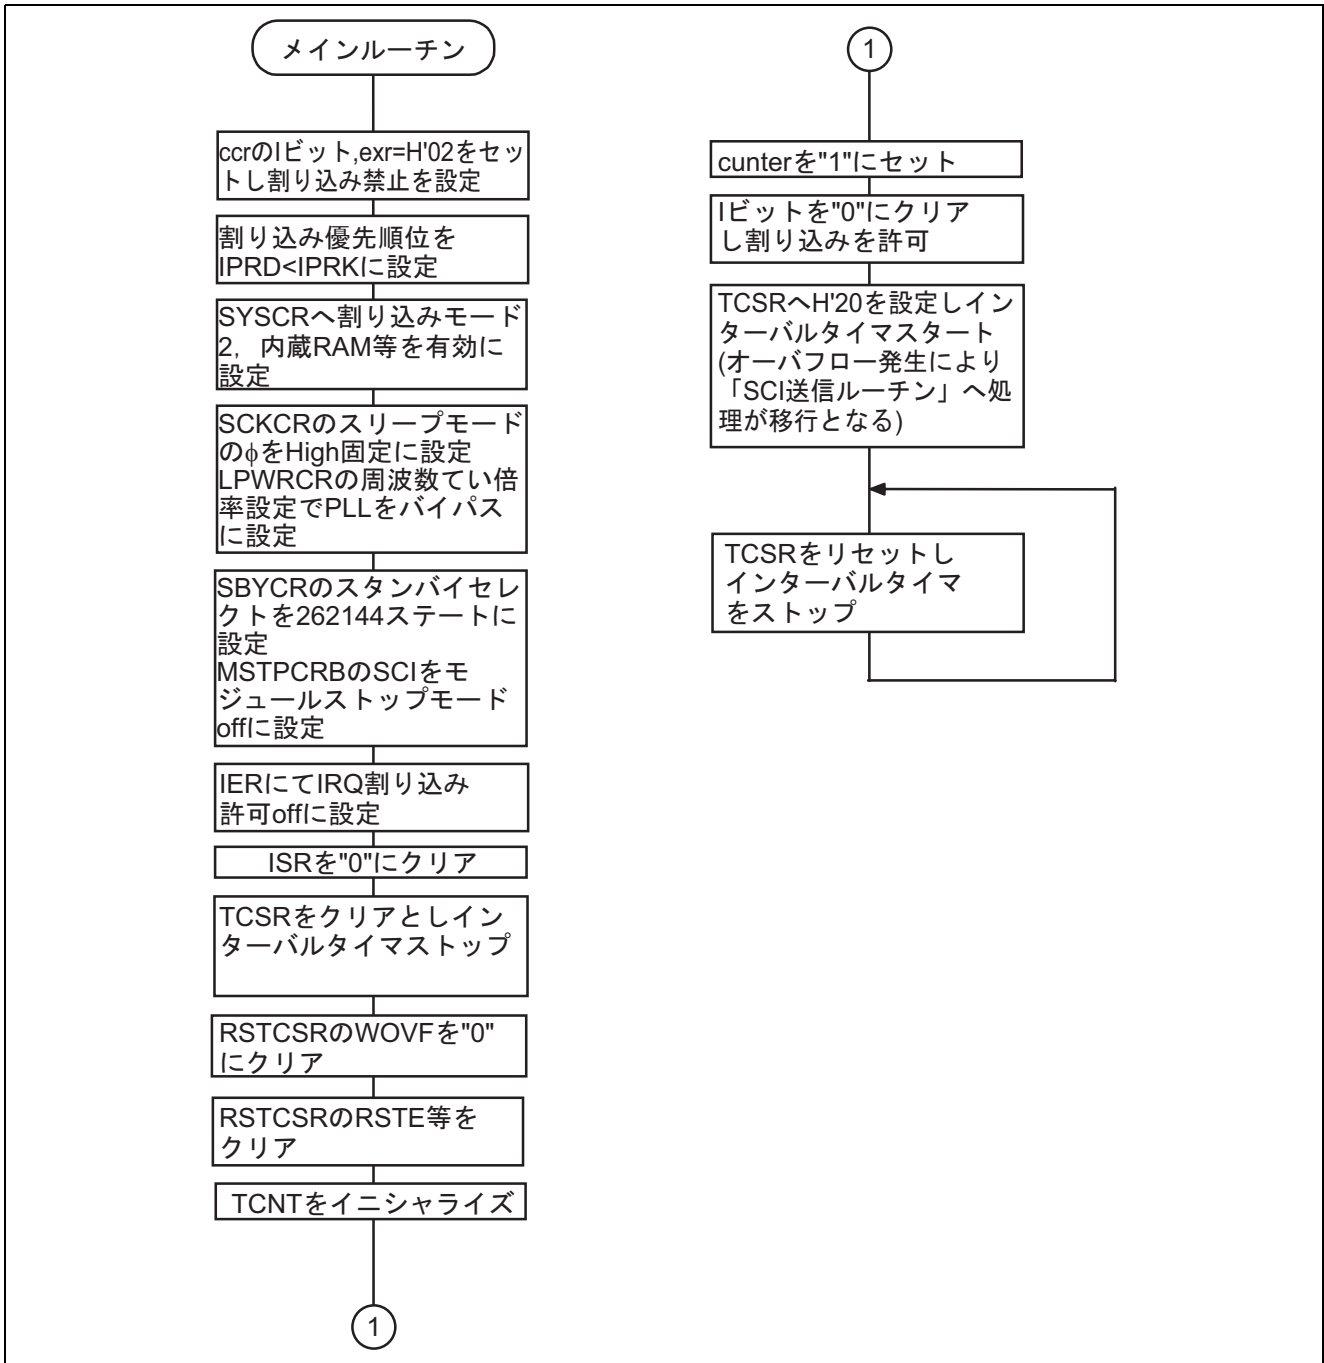 メインルーチン
ccrのIビット,exr=H'02をセッ
トし割り込み禁止を設定
割り込み優先順位を
IPRD<IPRKに設定
SYSCRへ割り込みモード
2，内蔵RAM等を有効に
設定
SCKCRのスリープモード
のφをHigh固定に設定
LPWRCRの周波数てい倍
率設定でPLLをバイパス
に設定
SBYCRのスタンバイセレ
クトを262144ステートに
設定
MSTPCRBのSCIをモ
ジュールストップモード
offに設定
IERにてIRQ割り込み
許可offに設定
ISRを"0"にクリア
TCSRをクリアとしイン
ターバルタイマストップ
RSTCSRのWOVFを"0"
にクリア
RSTCSRのRSTE等を
クリア
TCNTをイニシャライズ
1
1
cunterを"1"にセット
Iビットを"0"にクリア
し割り込みを許可
TCSRへH'20を設定しイン
ターバルタイマスタート
(オーバフロー発生により
「SCI送信ルーチン」へ処
理が移行となる)
TCSRをリセットし
インターバルタイマ
をストップ